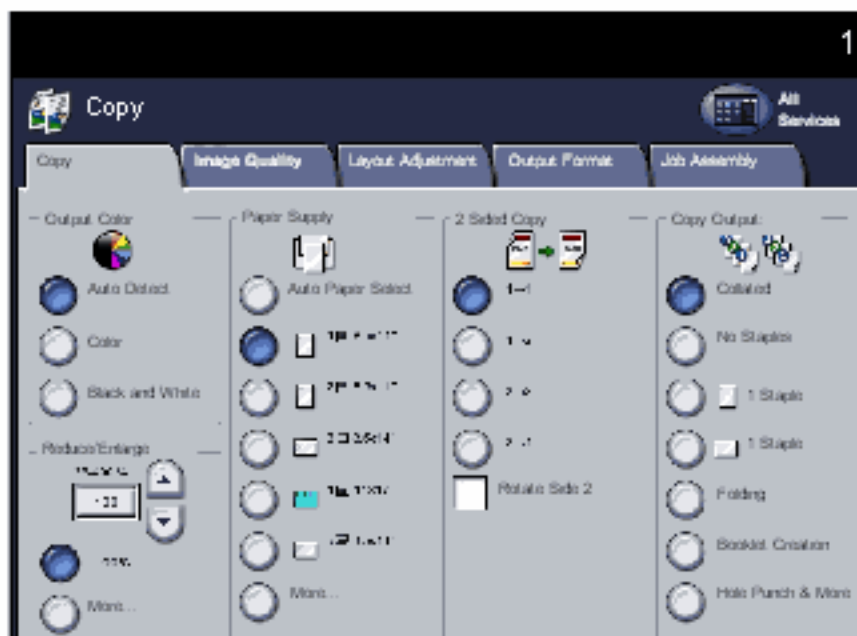 1
Copy
All
Services
Copy
Image Quality
Layout Adjustment
Output Format
Job Assembly
Output Color
Auto Detect
Color
Black and White
Reduce/Enlarge
100
100%
More...
Paper Supply
Auto Paper Select
More...
2 Sided Copy
Rotate Side 2
Copy Output:
Collated
No Staples
1 Staple
1 Staple
Folding
Booklet Creation
Hole Punch & More